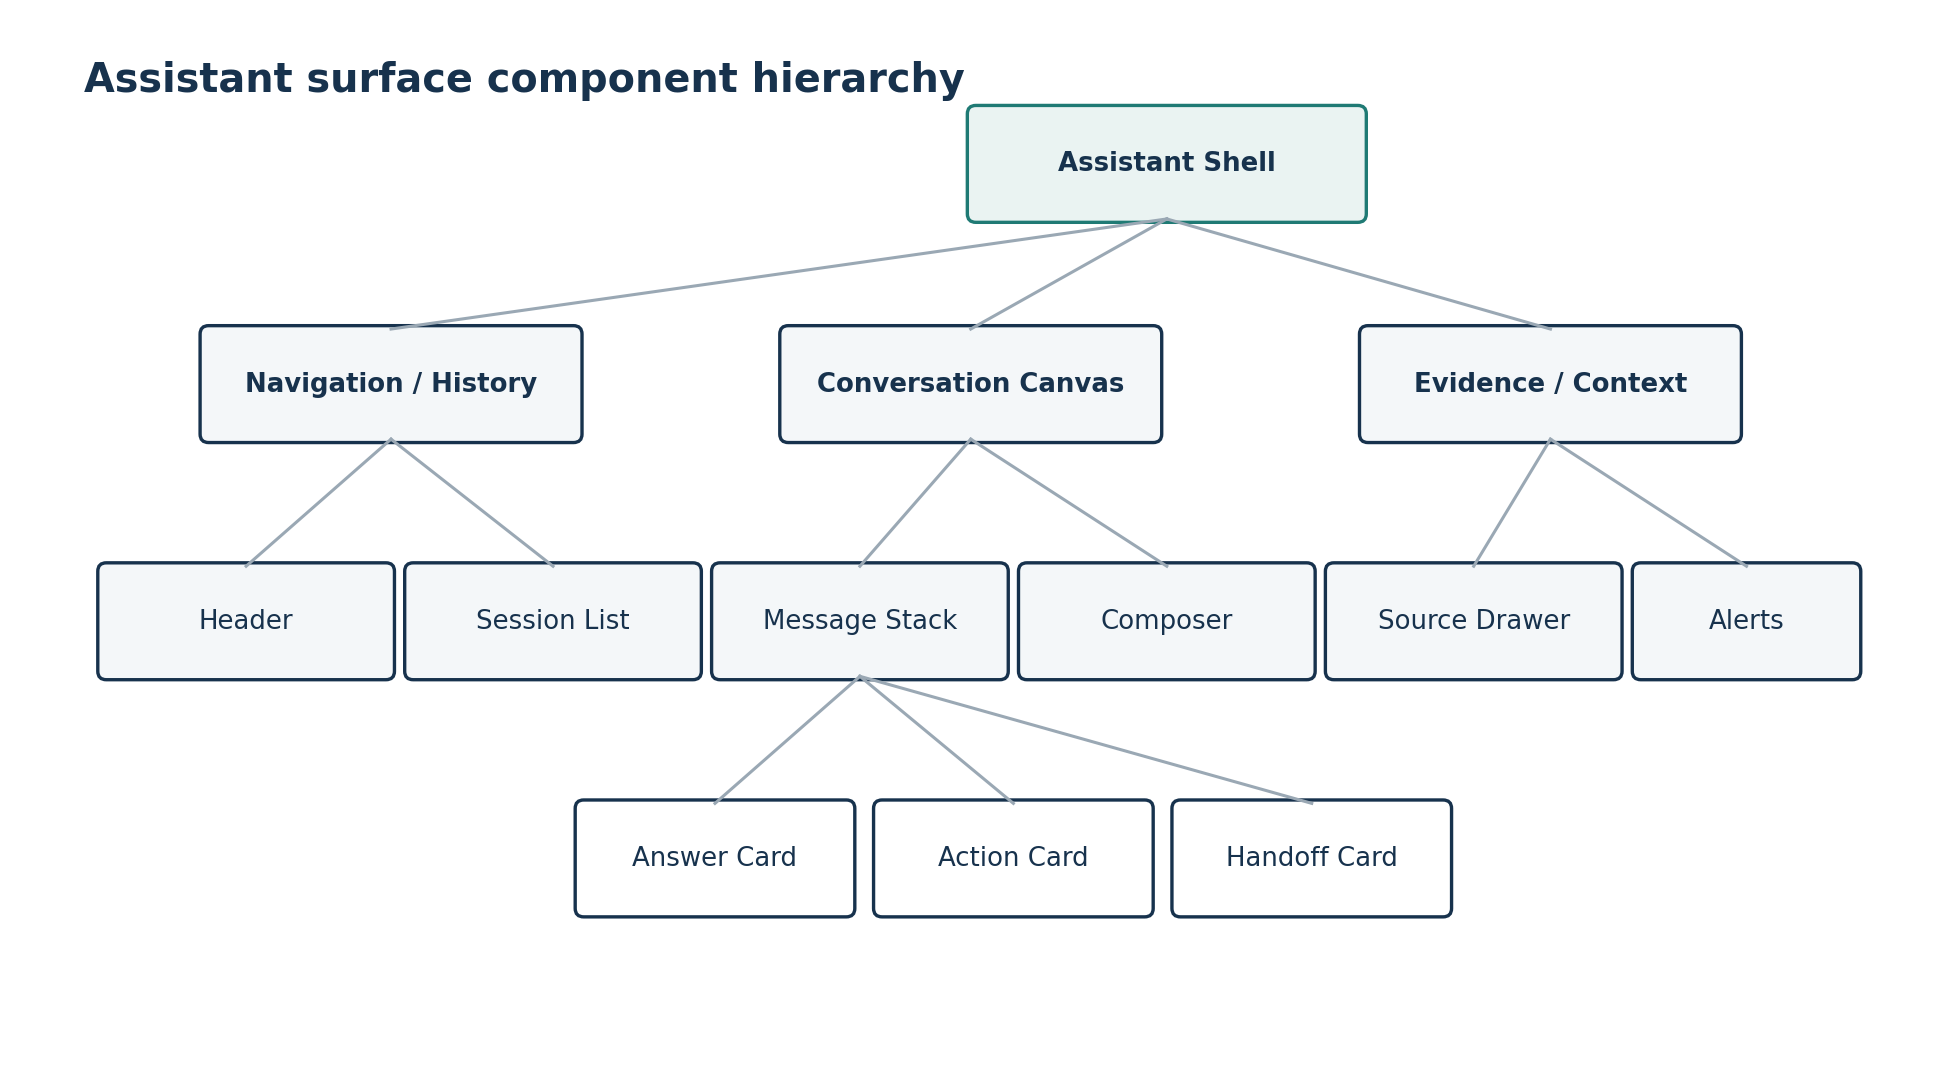 Assistant surface component hierarchy
Assistant Shell
Navigation / History
Conversation Canvas
Evidence / Context
Header
Session List
Message Stack
Composer
Source Drawer
Alerts
Answer Card
Action Card
Handoff Card